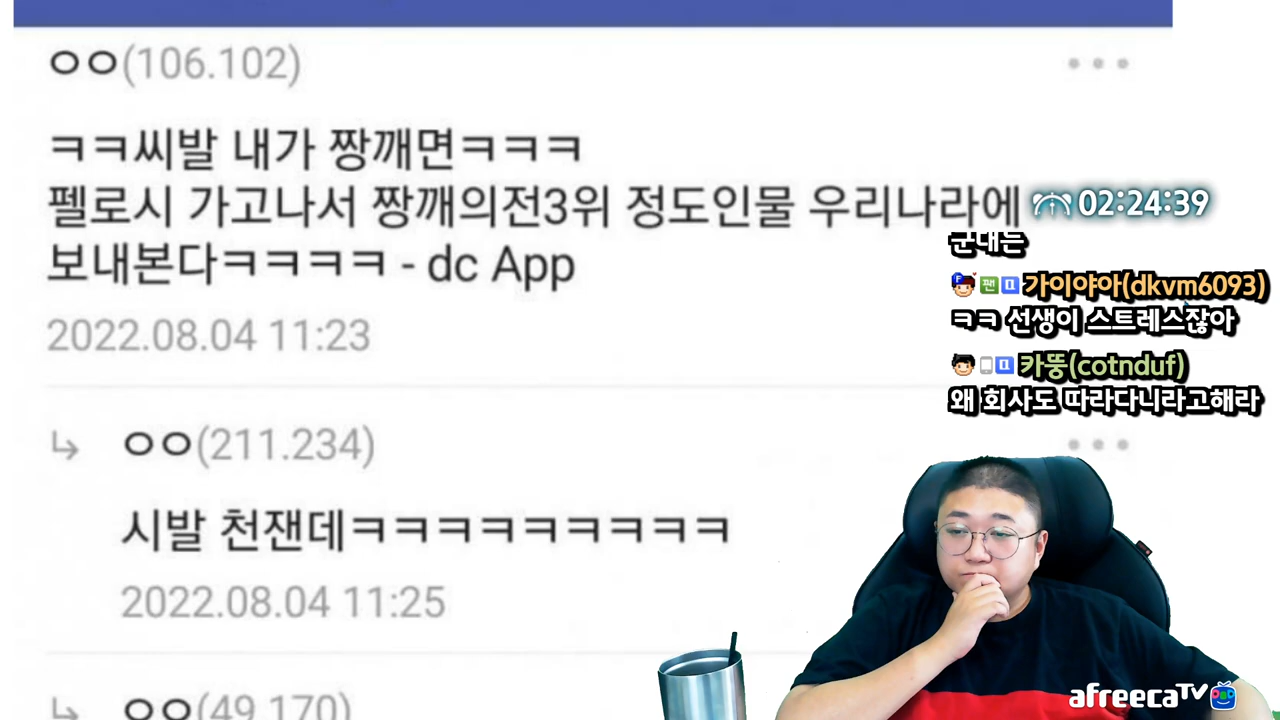 ㅇㅇ(106.102)
ㅋㅋ씨발 내가 짱깨면ㅋㅋㅋ
펠로시 가고나서 짱깨의전3위 정도인물 우리나라에
보내본다ㅋㅋㅋㅋ - dc App
2022.08.04 11:23
ㅇㅇ(211.234)
시발 천잰데ㅋㅋㅋㅋㅋㅋㅋㅋㅋ
2022.08.04 11:25
ㅇㅇ(49.170)
02:24:39
군대는
팬 가이야아(dkvm6093)
ㅋㅋ 선생이 스트레스잖아
카뚱(cotnduf)
왜 회사도 따라다니라고해라
afreecaTV